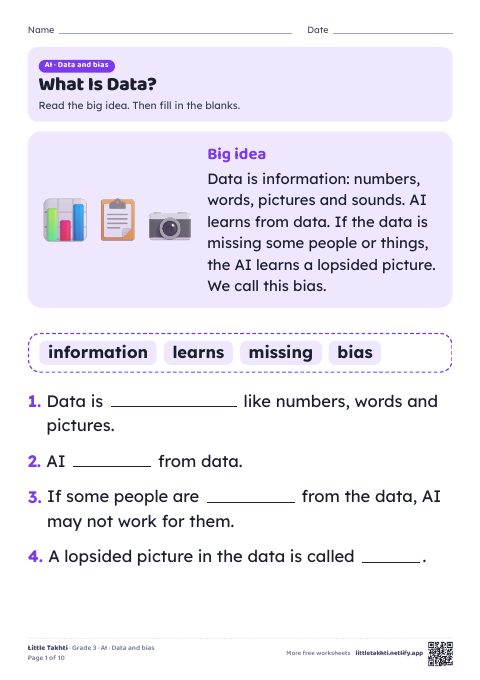 Name Date
AI · Data and bias
What Is Data?
Read the big idea. Then fill in the blanks.
Big idea
Data is information: numbers,
words, pictures and sounds. AI
learns from data. If the data is
missing some people or things,
the AI learns a lopsided picture.
We call this bias.
information learns missing bias
1. Data is ____________ like numbers, words and
pictures.
2. AI ________ from data.
3. If some people are _________ from the data, AI
may not work for them.
4. A lopsided picture in the data is called ______.
Little Takhti · Grade 3 · AI · Data and bias
Page 1 of 10
More free worksheets littletakhti.netlify.app